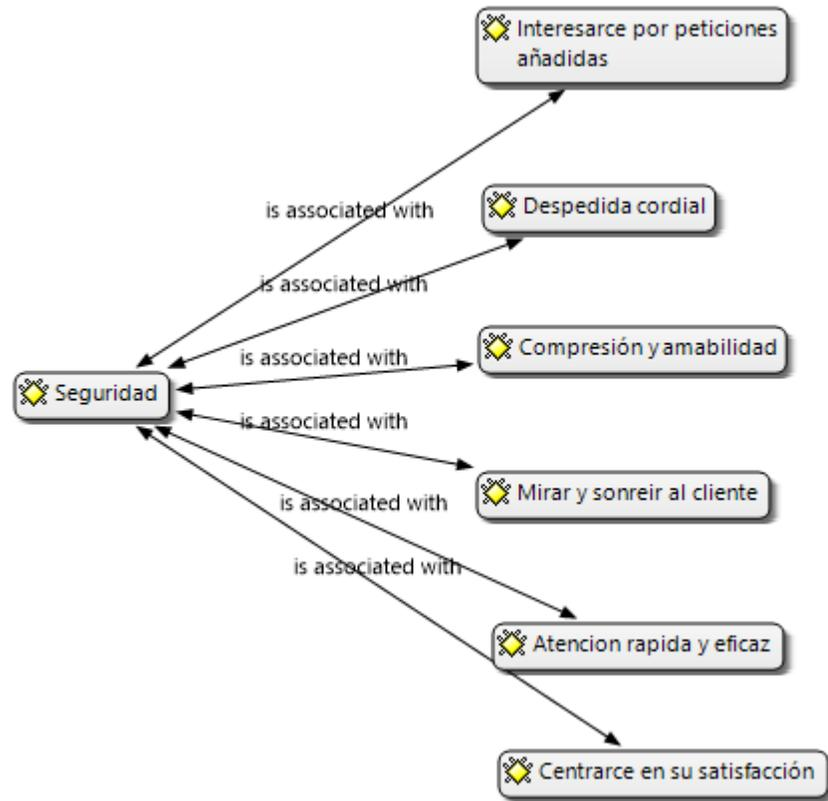 Interesarce por peticiones
añadidas
is associated with
Despedida cordial
is associated with
Compresión y amabilidad
is associated with
Seguridad
is associated with
Mirar y sonreir al cliente
is associated with
is associated with
Atencion rapida y eficaz
Centrarce en su satisfacción